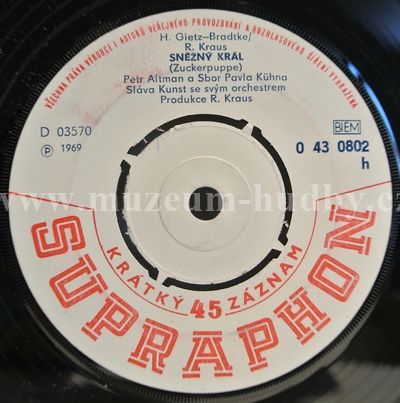 VŠECHNA PRÁVA VÝROBCE I AUTORŮ VEŘEJNÉHO PROVOZOVÁNÍ A ROZHLASOVÉHO ŠÍŘENÍ VYHRAZENA
H. Gietz-Bradtke/
R. Kraus
SNĚŽNÝ KRÁL
(Zuckerpuppe)
Petr Altman a Sbor Pavla Kühna
Sláva Kunst se svým orchestrem
Produkce R. Kraus
D 03570
Ⓟ 1969
BIEM
0 43 0802
h
www.muzeum-hudby.cz
KRÁTKÝ 45 ZÁZNAM
SUPRAPHON